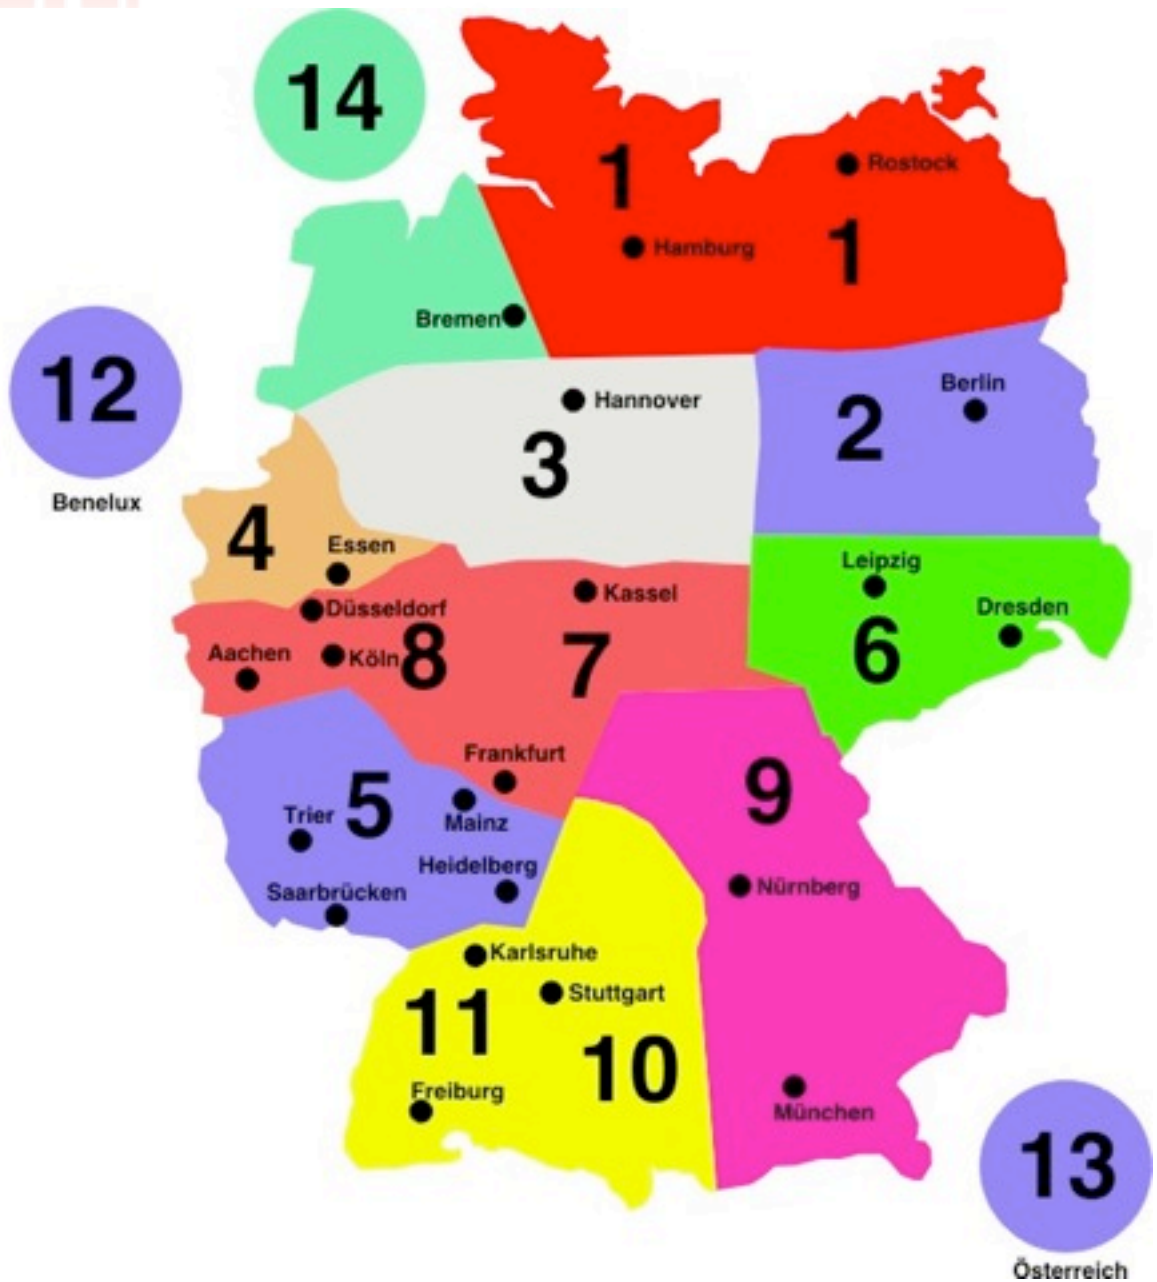 14
1
Rostock
Hamburg
1
Bremen
12
Benelux
Berlin
Hannover
2
3
4
Essen
Leipzig
Kassel
Düsseldorf
Dresden
Aachen
Köln
8
7
6
Frankfurt
9
5
Trier
Mainz
Heidelberg
Saarbrücken
Nürnberg
Karlsruhe
Stuttgart
11
10
Freiburg
München
13
Österreich